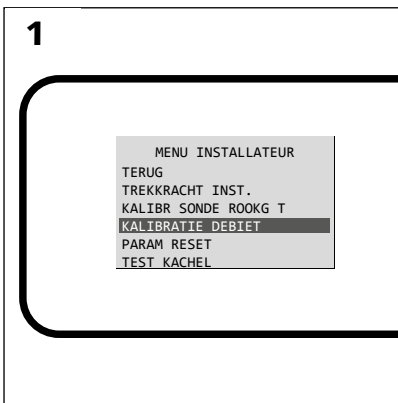 1
MENU INSTALLATEUR
TERUG
TREKKRACHT INST.
KALIBR SONDE ROOKG T
KALIBRATIE DEBIET
PARAM RESET
TEST KACHEL